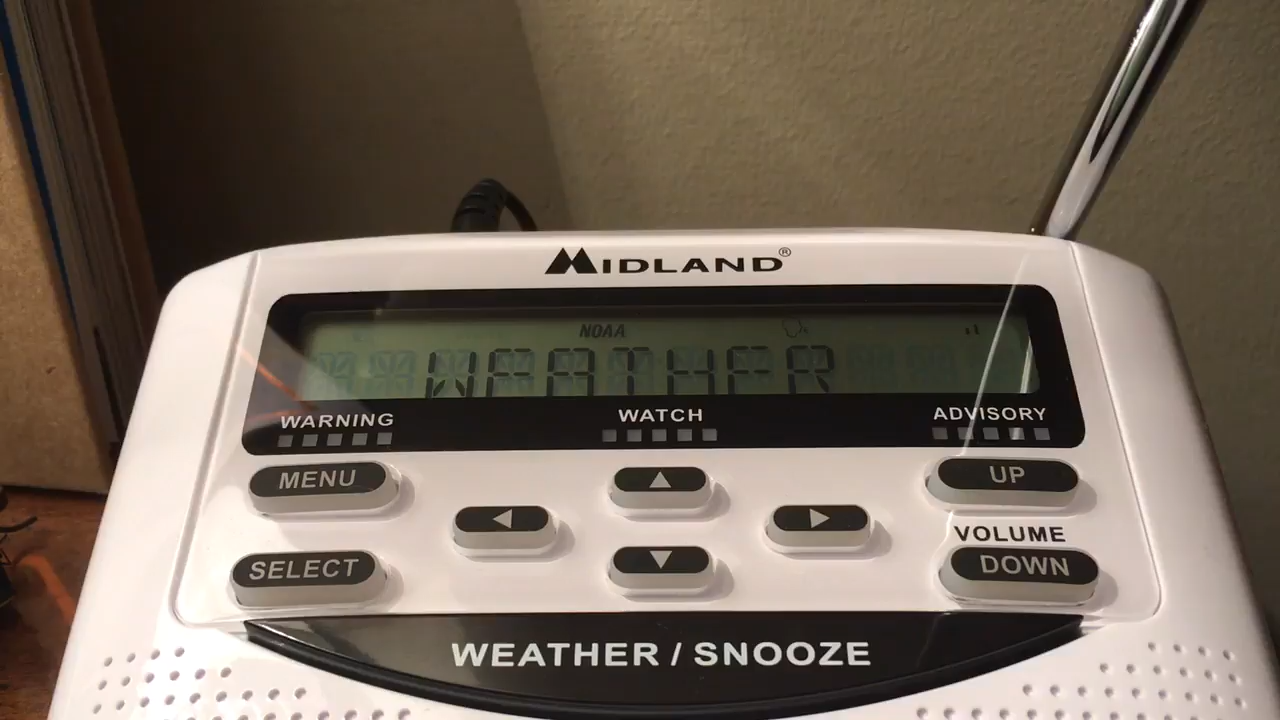 MIDLAND®
NOAA
WEATHER
WARNING WATCH ADVISORY
MENU UP
VOLUME
SELECT DOWN
WEATHER / SNOOZE